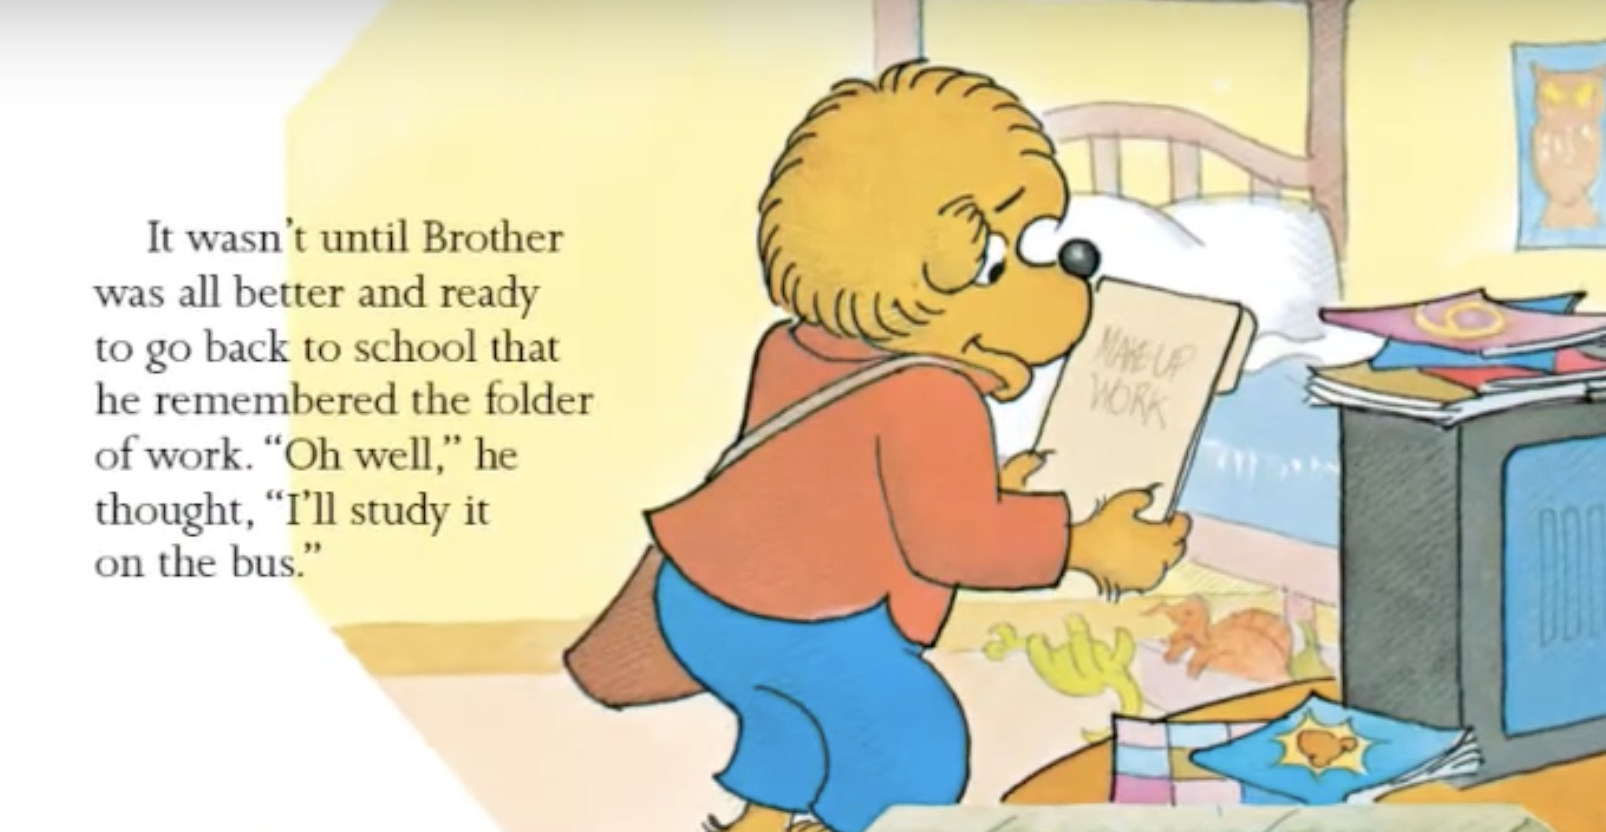 It wasn't until Brother
was all better and ready
to go back to school that
he remembered the folder
of work. “Oh well,” he
thought, “I'll study it
on the bus.”
MAKE-UP
WORK